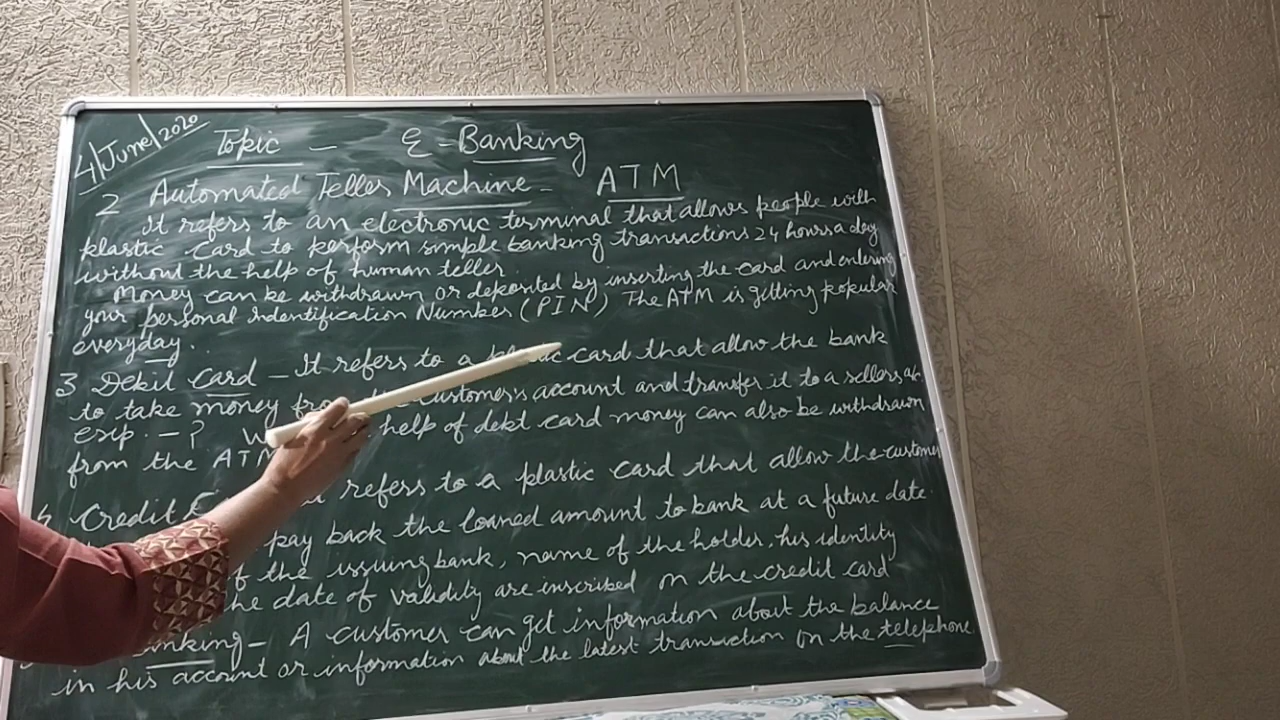 4/June/2020
Topic – E-Banking
2 Automated Teller Machine – ATM
It refers to an electronic terminal that allows people with
plastic card to perform simple banking transactions 24 hours a day
without the help of human teller.
Money can be withdrawn or deposited by inserting the card and entering
your personal Indentification Number (PIN) The ATM is getting popular
everyday.
3 Debit Card – It refers to a card that allow the bank
to take money customer's account and transfer it to a sellers a/c
help of debt card money can also be withdrawn
from the ATM
Credit refers to a plastic card that allow the customer
pay back the loaned amount to bank at a future date.
the issuing bank, name of the holder, his identity
the date of validity are inscribed on the credit card
A customer can get information about the balance
in his account or information about the latest transaction on the telephone.